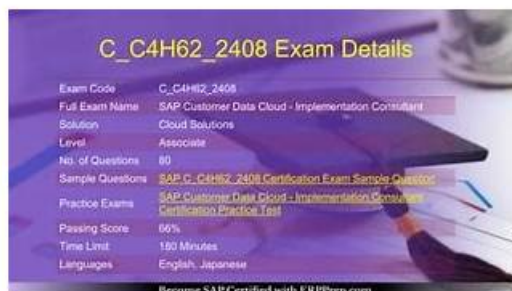 C_C4H62_2408 Exam Details
Exam Code C_C4H62_2408
Full Exam Name SAP Customer Data Cloud - Implementation Consultant
Solution Cloud Solutions
Level Associate
No. of Questions 80
Sample Questions SAP C_C4H62_2408 Certification Exam Sample Question
Practice Exams SAP Customer Data Cloud - Implementation Consultant
Certification Practice Test
Passing Score 66%
Time Limit 180 Minutes
Languages English, Japanese
Become SAP Certified with ERPPrep.com